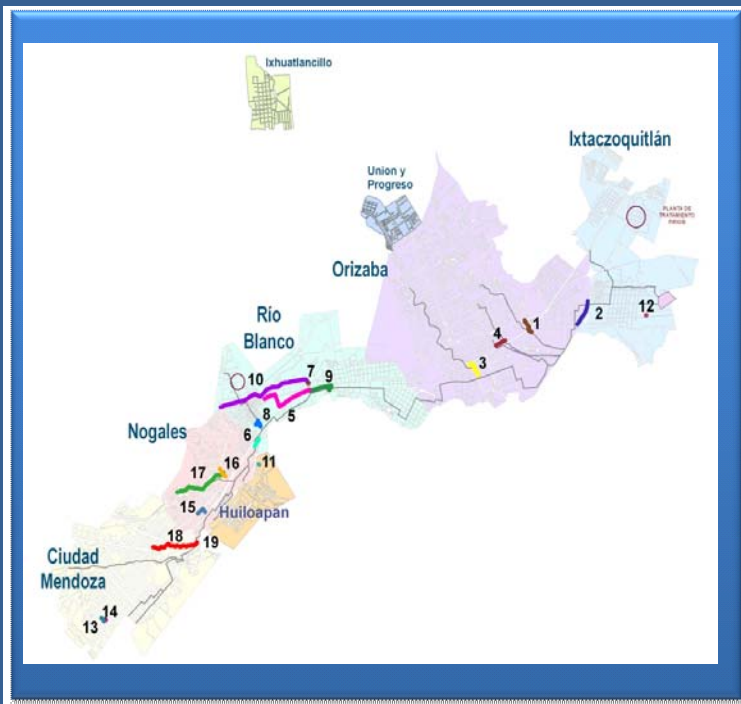 Ixhuatlancillo
Ixtaczoquitlán
Union y
Progreso
PLANTA DE
TRATAMIENTO
Orizaba
12
1
2
4
Río
Blanco
3
10
7
9
8
5
Nogales
6
16
11
17
15
Huiloapan
18
19
Ciudad
Mendoza
14
13